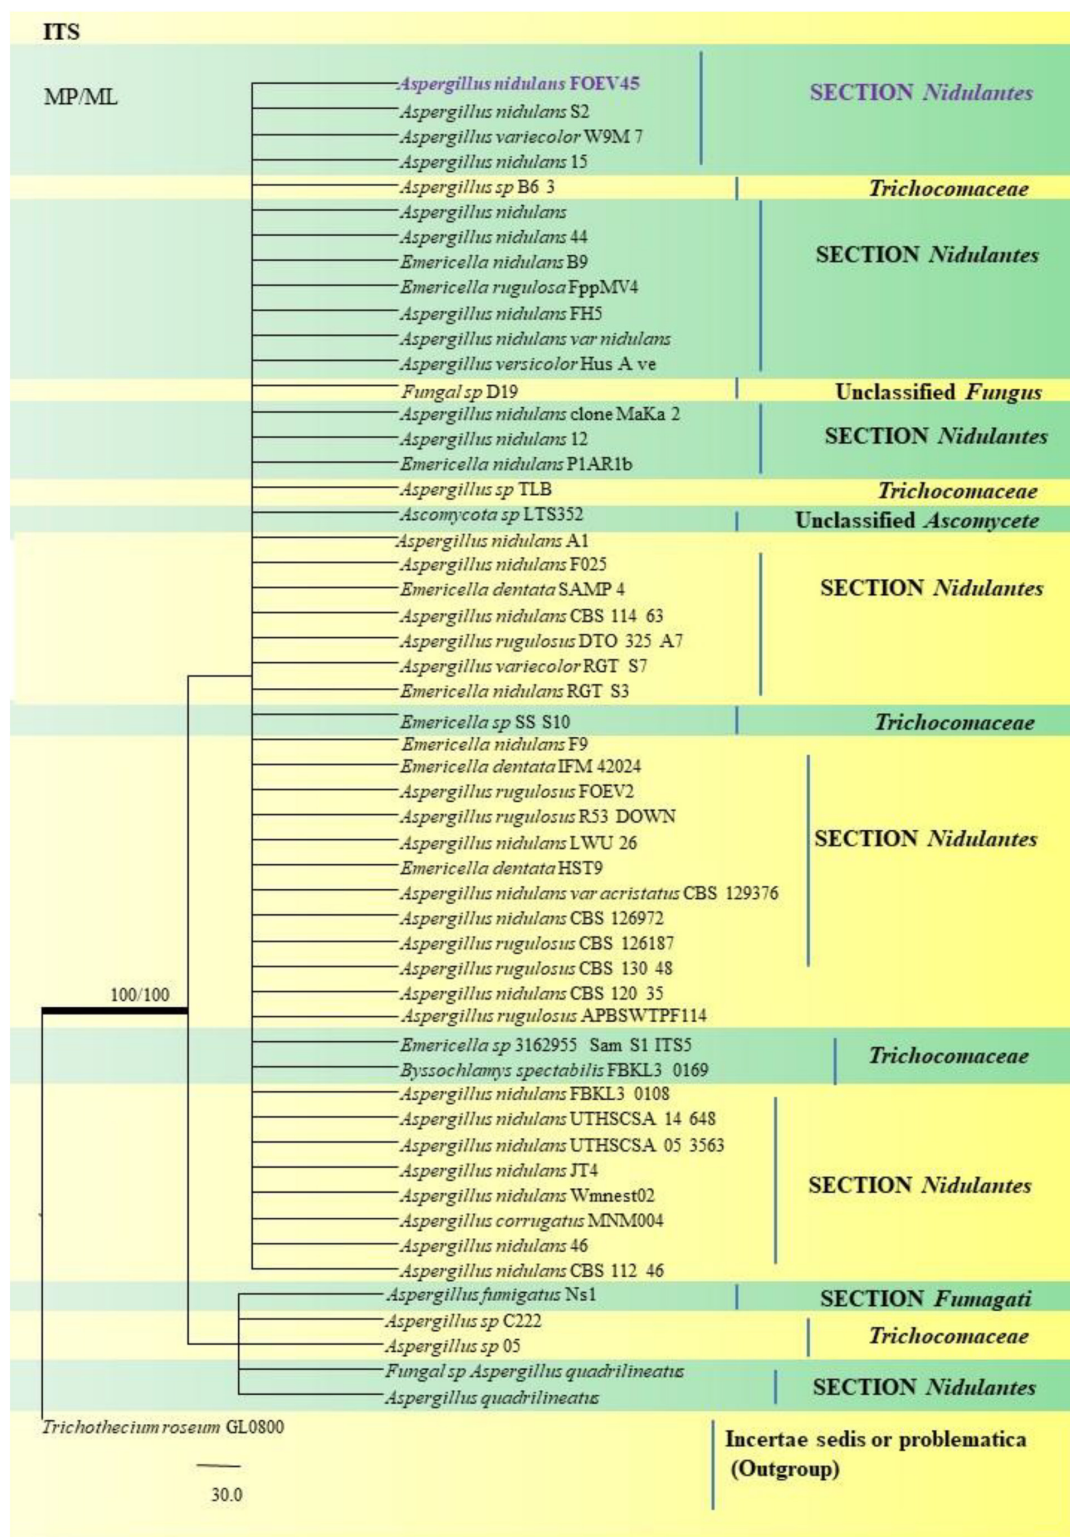 ITS
MP/ML
Aspergillus nidulans FOEV45
SECTION Nidulantes
Aspergillus nidulans S2
Aspergillus variecolor W9M 7
Aspergillus nidulans 15
Aspergillus sp B6 3
Trichocomaceae
Aspergillus nidulans
Aspergillus nidulans 44
SECTION Nidulantes
Emericella nidulans B9
Emericella rugulosa FppMV4
Aspergillus nidulans FH5
Aspergillus nidulans var nidulans
Aspergillus versicolor Hus A ve
Fungal sp D19
Unclassified Fungus
Aspergillus nidulans clone MaKa 2
Aspergillus nidulans 12
SECTION Nidulantes
Emericella nidulans P1AR1b
Aspergillus sp TLB
Trichocomaceae
Ascomycota sp LTS352
Unclassified Ascomycete
Aspergillus nidulans A1
Aspergillus nidulans F025
Emericella dentata SAMP 4
SECTION Nidulantes
Aspergillus nidulans CBS 114 63
Aspergillus rugulosus DTO 325 A7
Aspergillus variecolor RGT S7
Emericella nidulans RGT S3
Emericella sp SS S10
Trichocomaceae
Emericella nidulans F9
Emericella dentata IFM 42024
Aspergillus rugulosus FOEV2
Aspergillus rugulosus R53 DOWN
Aspergillus nidulans LWU 26
SECTION Nidulantes
Emericella dentata HST9
Aspergillus nidulans var acristatus CBS 129376
Aspergillus nidulans CBS 126972
Aspergillus rugulosus CBS 126187
Aspergillus rugulosus CBS 130 48
Aspergillus nidulans CBS 120 35
100/100
Aspergillus rugulosus APBSWTPF114
Emericella sp 3162955 Sam S1 ITS5
Trichocomaceae
Byssochlamys spectabilis FBKL3 0169
Aspergillus nidulans FBKL3 0108
Aspergillus nidulans UTHSCSA 14 648
Aspergillus nidulans UTHSCSA 05 3563
Aspergillus nidulans JT4
SECTION Nidulantes
Aspergillus nidulans Wmnest02
Aspergillus corrugatus MNM004
Aspergillus nidulans 46
Aspergillus nidulans CBS 112 46
Aspergillus fumigatus Ns1
SECTION Fumagati
Aspergillus sp C222
Trichocomaceae
Aspergillus sp 05
Fungal sp Aspergillus quadrilineatus
SECTION Nidulantes
Aspergillus quadrilineatus
Trichothecium roseum GL0800
Incertae sedis or problematica
(Outgroup)
30.0